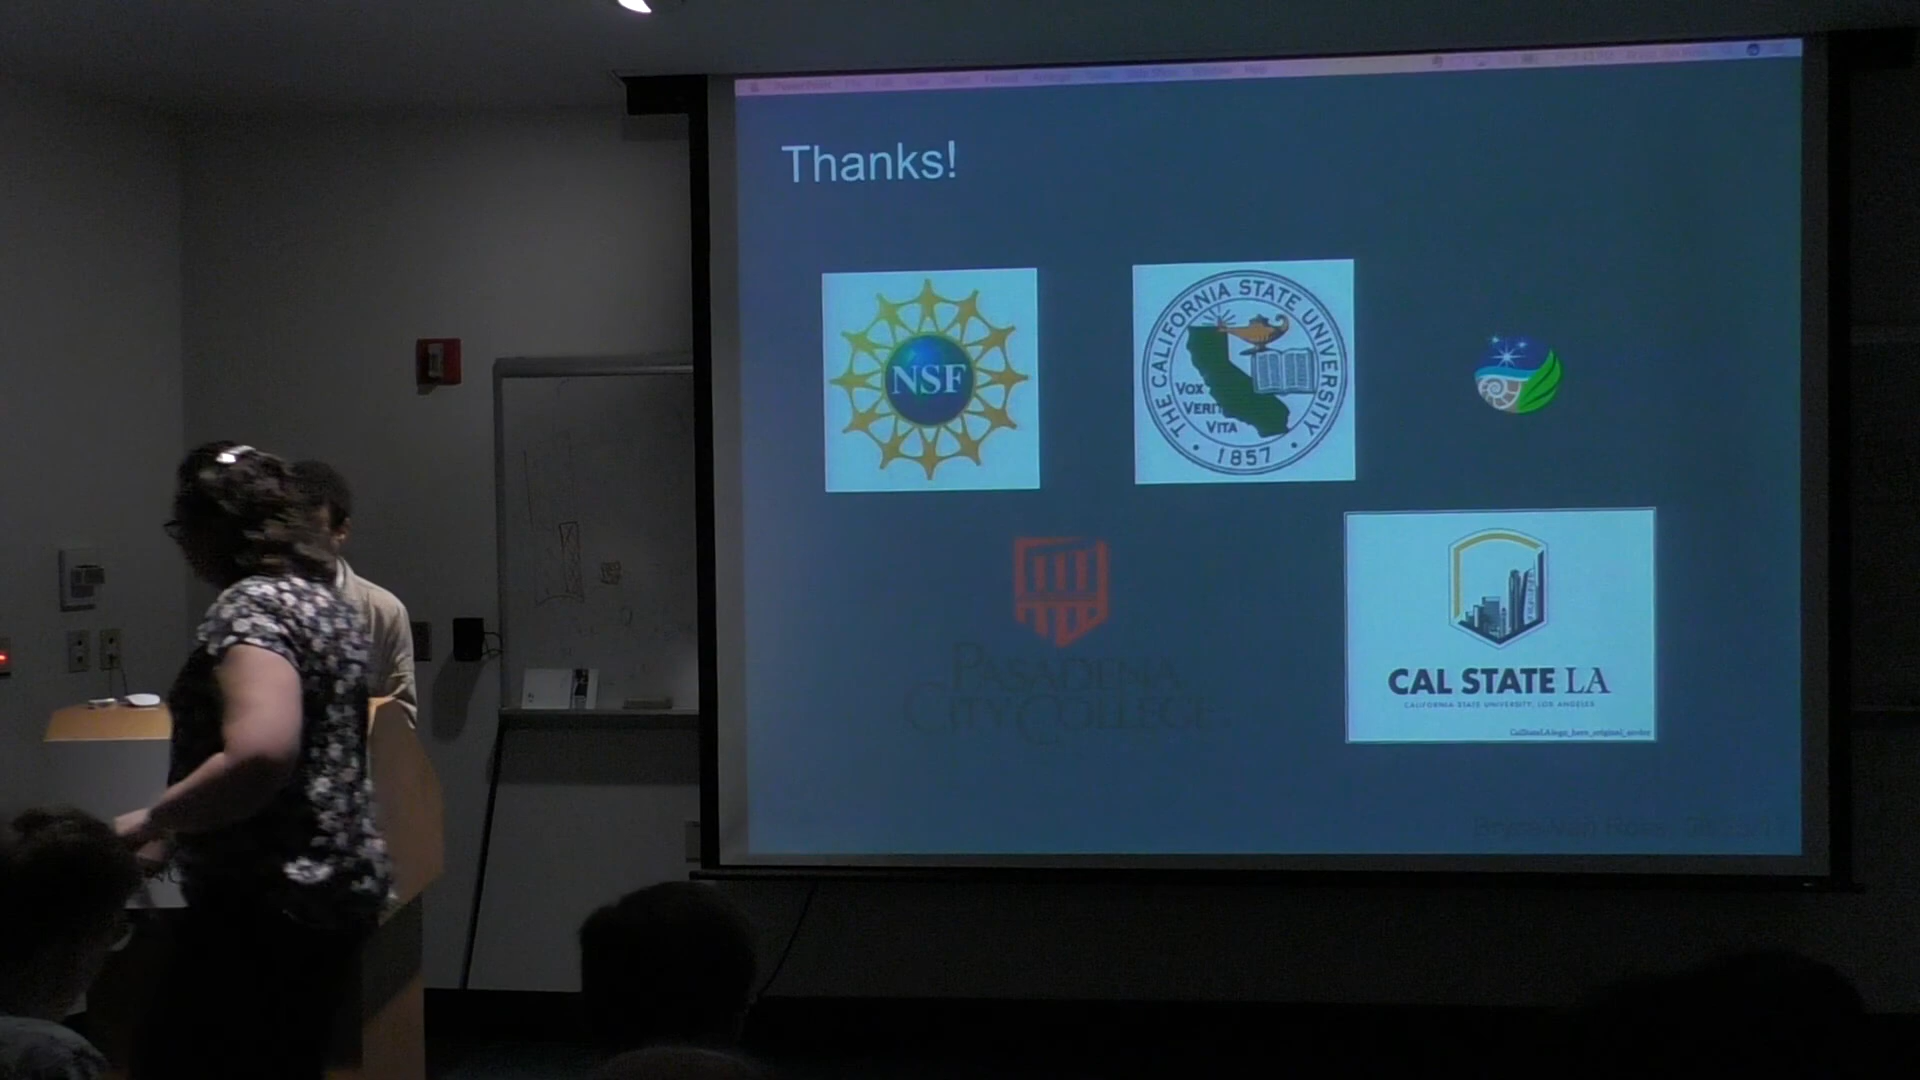 PowerPoint
Thanks!
NSF
THE CALIFORNIA STATE UNIVERSITY
VOX
VERI
VITA
• 1857 •
PASADENA
CITY COLLEGE
CAL STATE LA
CALIFORNIA STATE UNIVERSITY, LOS ANGELES